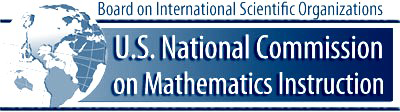 Board on International Scientific Organizations
U.S. National Commission
on Mathematics Instruction